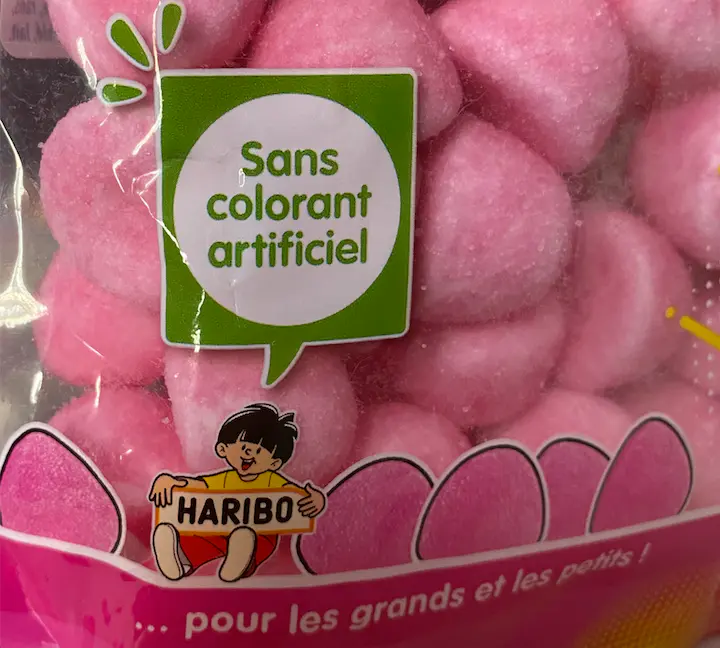 Sans
colorant
artificiel
HARIBO
... pour les grands et les petits !